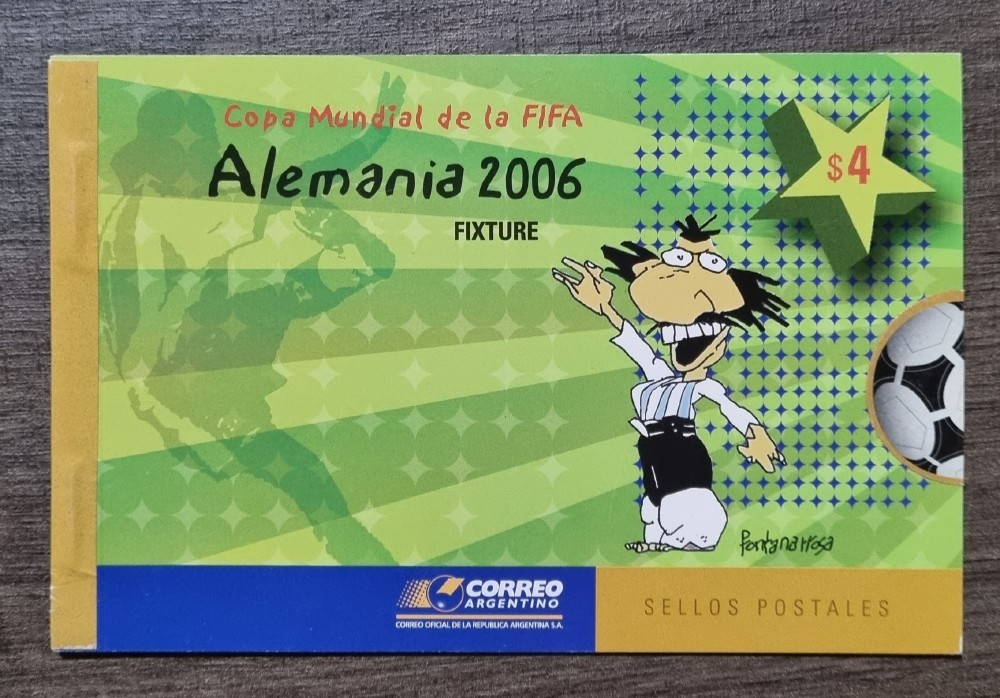 Copa Mundial de la FIFA
Alemania 2006
FIXTURE
$4
Fontanarrosa
CORREO
ARGENTINO
CORREO OFICIAL DE LA REPUBLICA ARGENTINA S.A.
SELLOS POSTALES